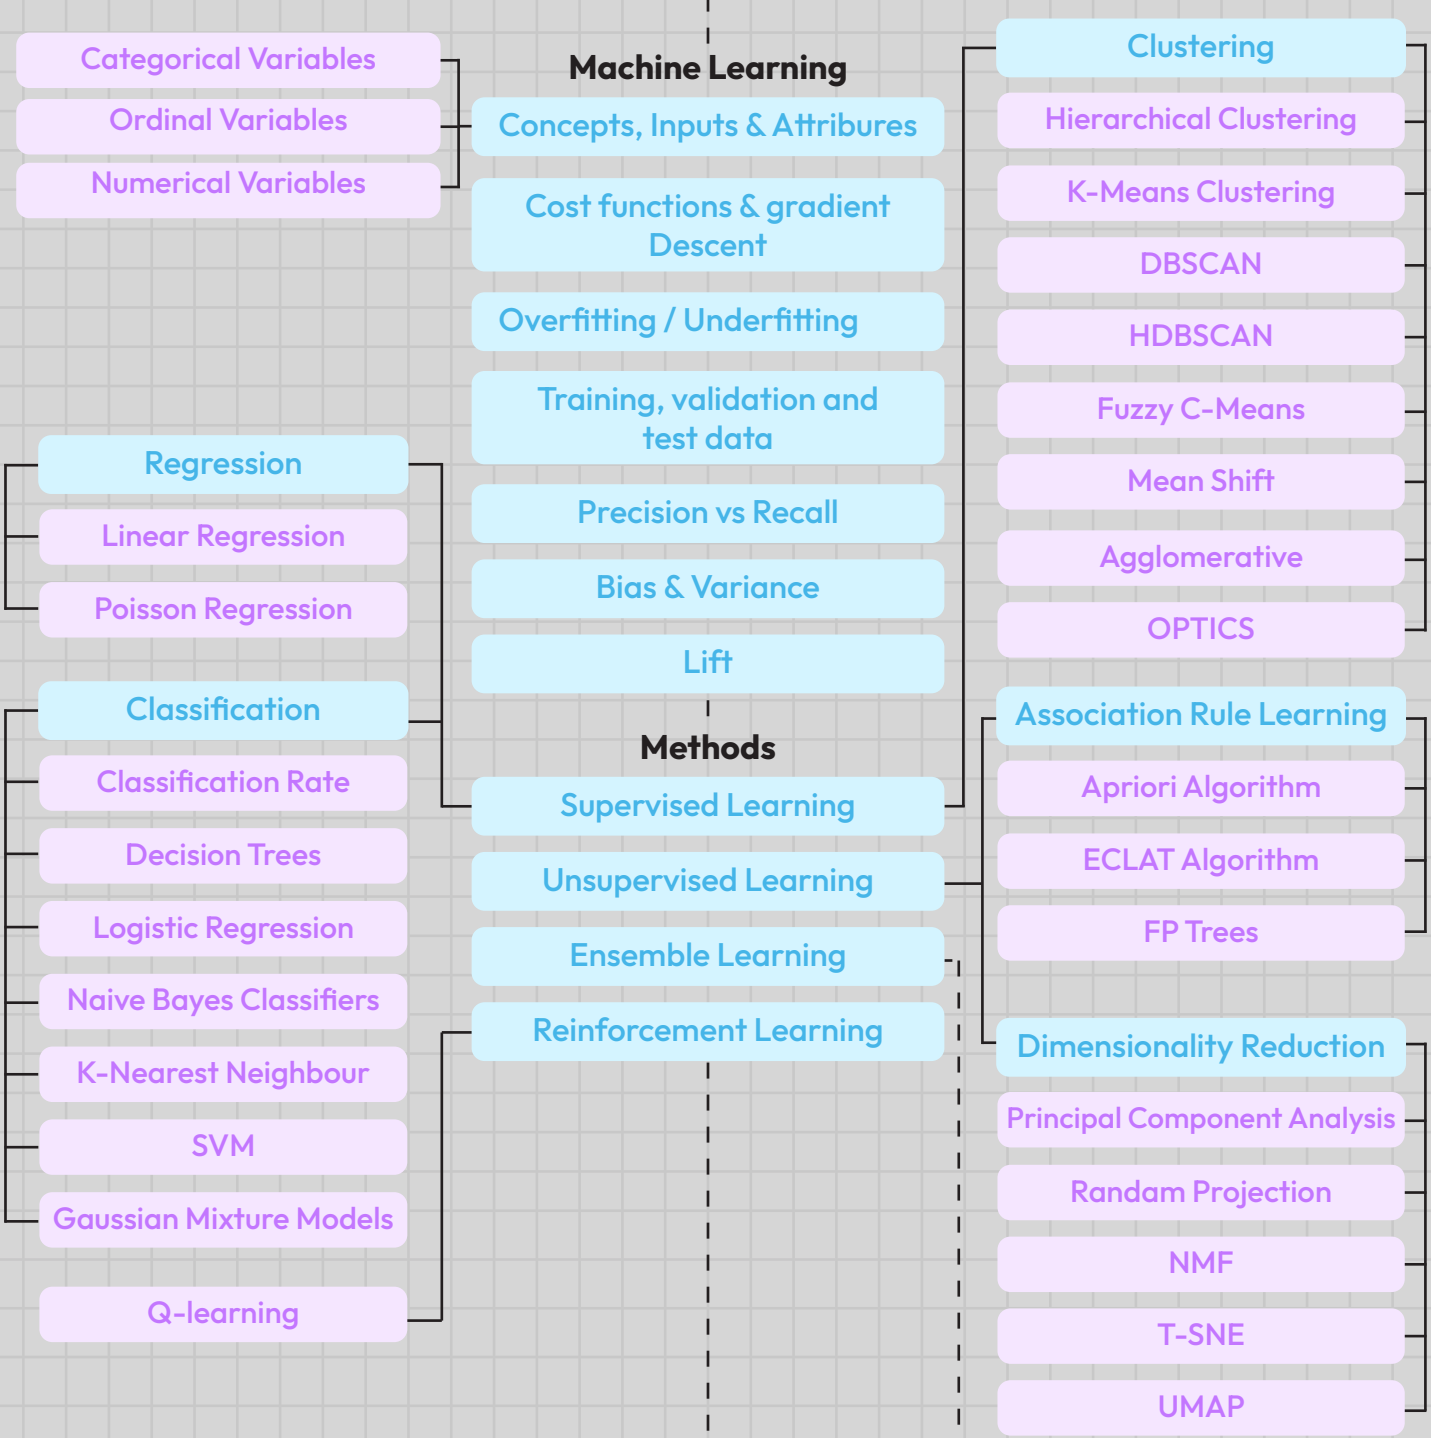 Categorical Variables
Ordinal Variables
Numerical Variables
Machine Learning
Concepts, Inputs & Attribures
Cost functions & gradient
Descent
Overfitting / Underfitting
Training, validation and
test data
Precision vs Recall
Bias & Variance
Lift
Regression
Linear Regression
Poisson Regression
Classification
Classification Rate
Decision Trees
Logistic Regression
Naive Bayes Classifiers
K-Nearest Neighbour
SVM
Gaussian Mixture Models
Q-learning
Methods
Supervised Learning
Unsupervised Learning
Ensemble Learning
Reinforcement Learning
Clustering
Hierarchical Clustering
K-Means Clustering
DBSCAN
HDBSCAN
Fuzzy C-Means
Mean Shift
Agglomerative
OPTICS
Association Rule Learning
Apriori Algorithm
ECLAT Algorithm
FP Trees
Dimensionality Reduction
Principal Component Analysis
Randam Projection
NMF
T-SNE
UMAP